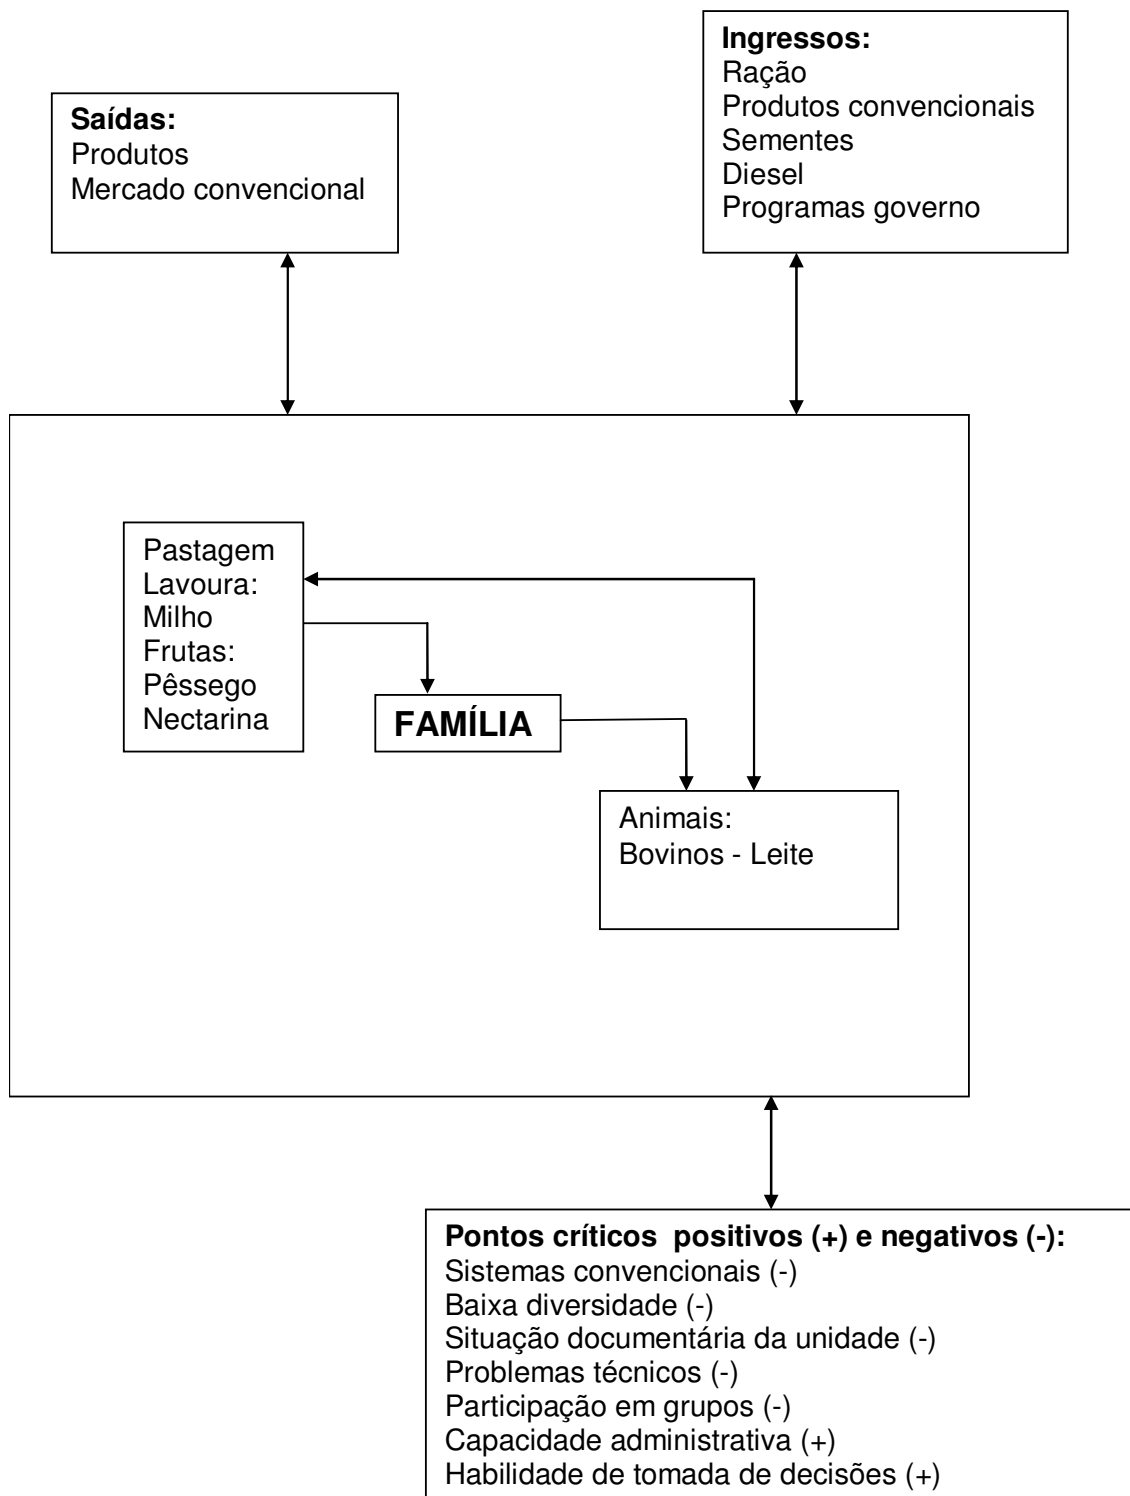 Saídas:
Produtos
Mercado convencional
Ingressos:
Ração
Produtos convencionais
Sementes
Diesel
Programas governo
Pastagem
Lavoura:
Milho
Frutas:
Pêssego
Nectarina
FAMÍLIA
Animais:
Bovinos - Leite
Pontos críticos  positivos (+) e negativos (-):
Sistemas convencionais (-)
Baixa diversidade (-)
Situação documentária da unidade (-)
Problemas técnicos (-)
Participação em grupos (-)
Capacidade administrativa (+)
Habilidade de tomada de decisões (+)